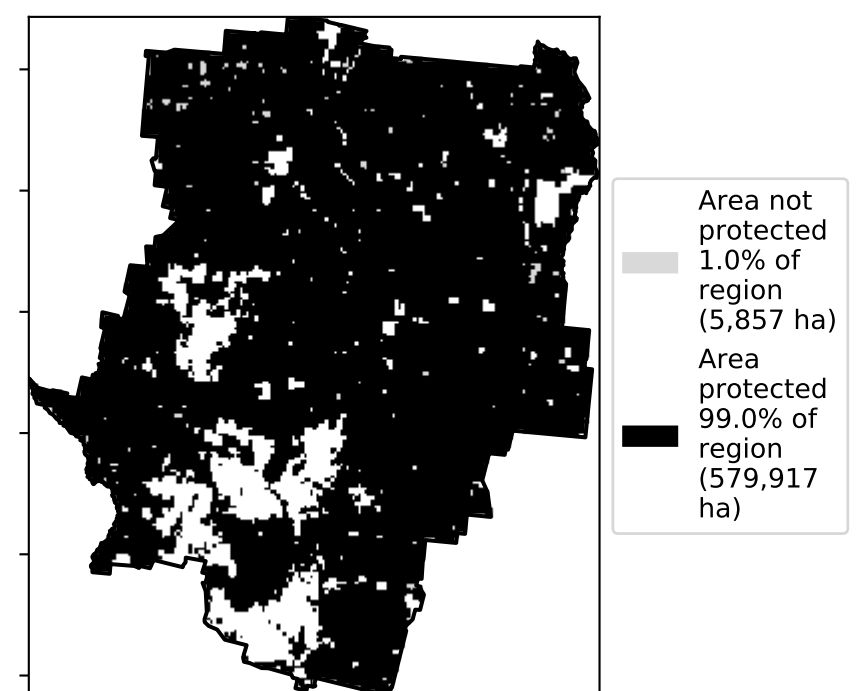 Area not
protected
1.0% of
region
(5,857 ha)
Area
protected
99.0% of
region
(579,917
ha)